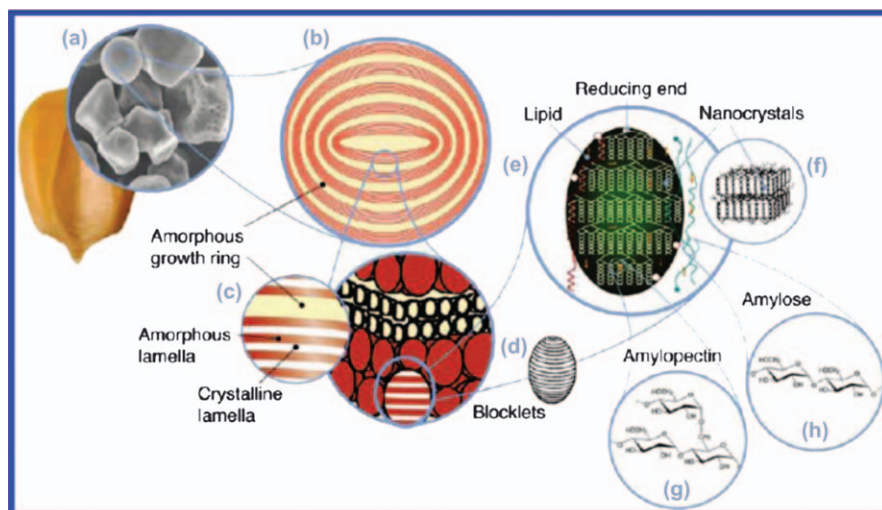 (a)
(b)
Reducing end
Lipid
Nanocrystals
(e)
(f)
Amorphous
growth ring
(c)
Amylose
Amorphous
lamella
(d)
Amylopectin
Crystalline
lamella
Blocklets
(h)
(g)